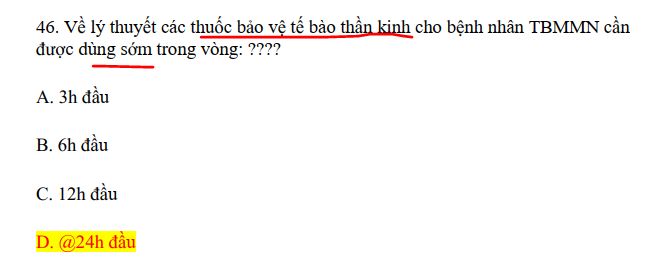 46. Về lý thuyết các thuốc bảo vệ tế bào thần kinh cho bệnh nhân TBMMN cần
được dùng sớm trong vòng: ????
A. 3h đầu
B. 6h đầu
C. 12h đầu
D. @24h đầu